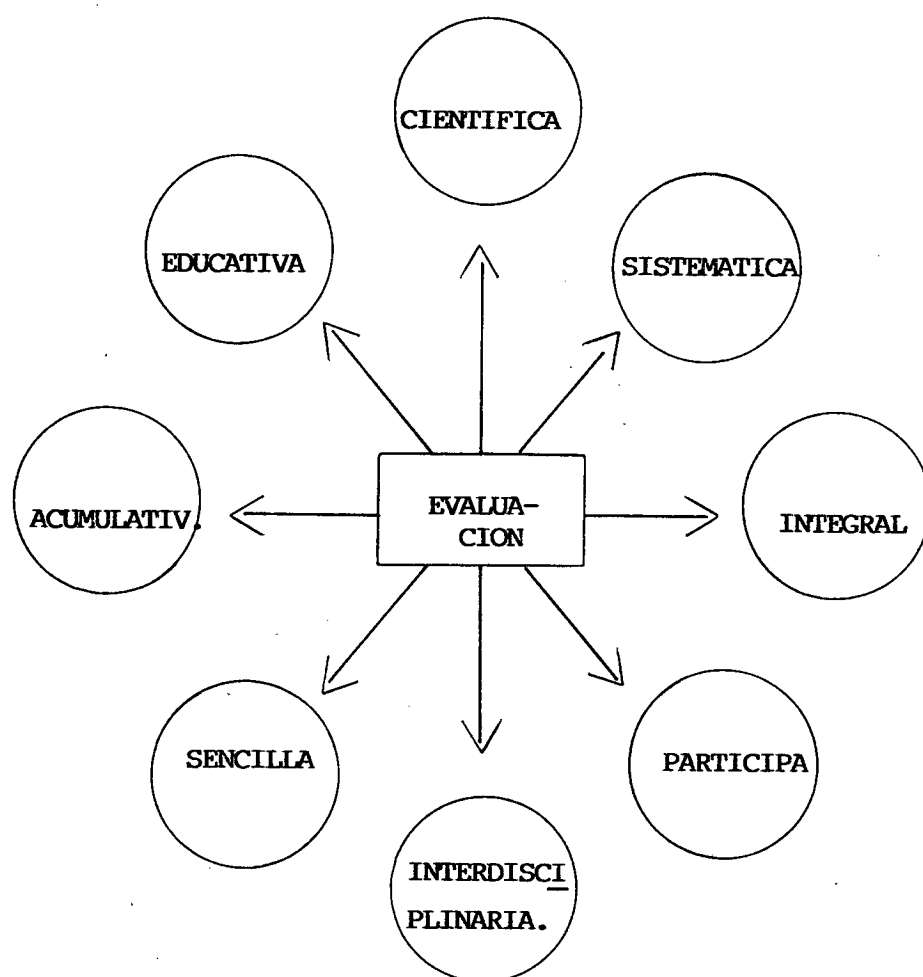 CIENTIFICA
EDUCATIVA
SISTEMATICA
ACUMULATIV.
EVALUA-
CION
INTEGRAL
SENCILLA
PARTICIPA
INTERDISCI
PLINARIA.